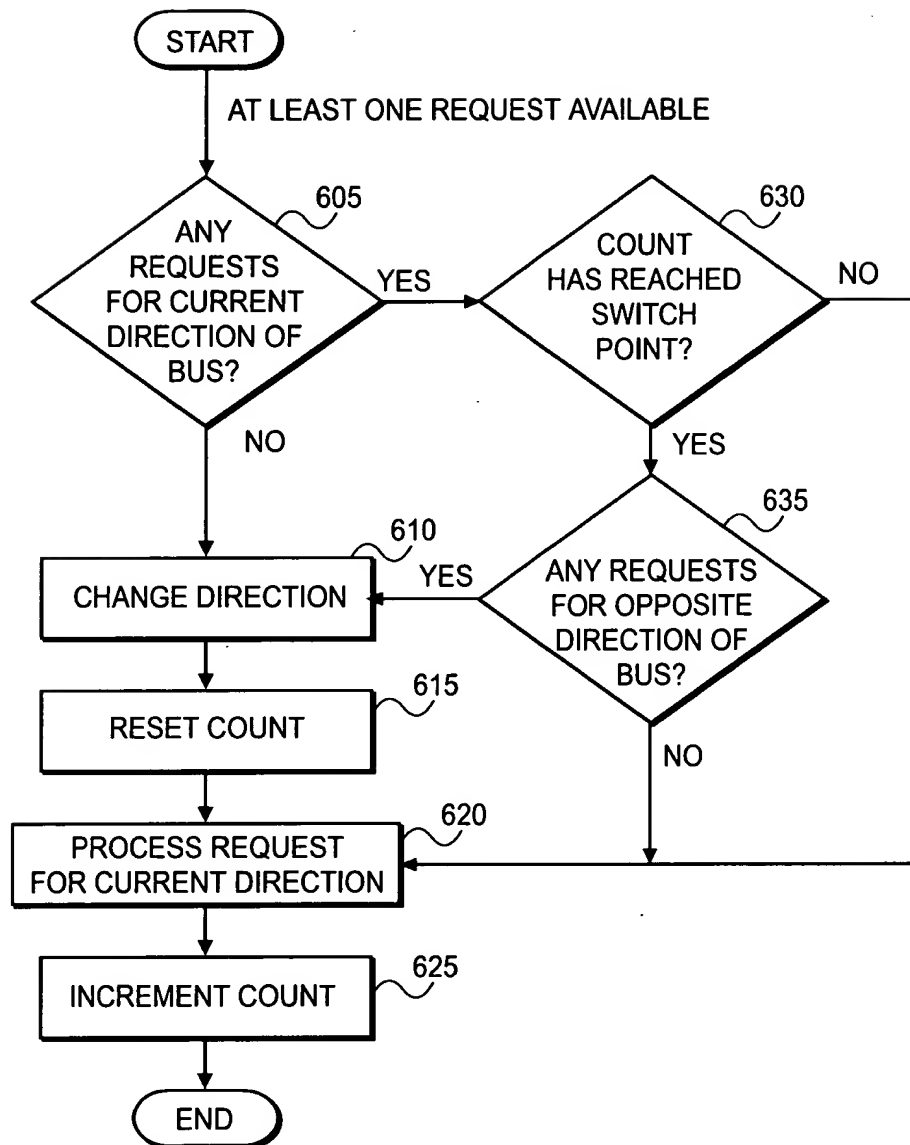 START
AT LEAST ONE REQUEST AVAILABLE
605
ANY
REQUESTS
FOR CURRENT
DIRECTION OF
BUS?
YES
NO
630
COUNT
HAS REACHED
SWITCH
POINT?
NO
YES
635
ANY REQUESTS
FOR OPPOSITE
DIRECTION OF
BUS?
YES
NO
610
CHANGE DIRECTION
615
RESET COUNT
620
PROCESS REQUEST
FOR CURRENT DIRECTION
625
INCREMENT COUNT
END